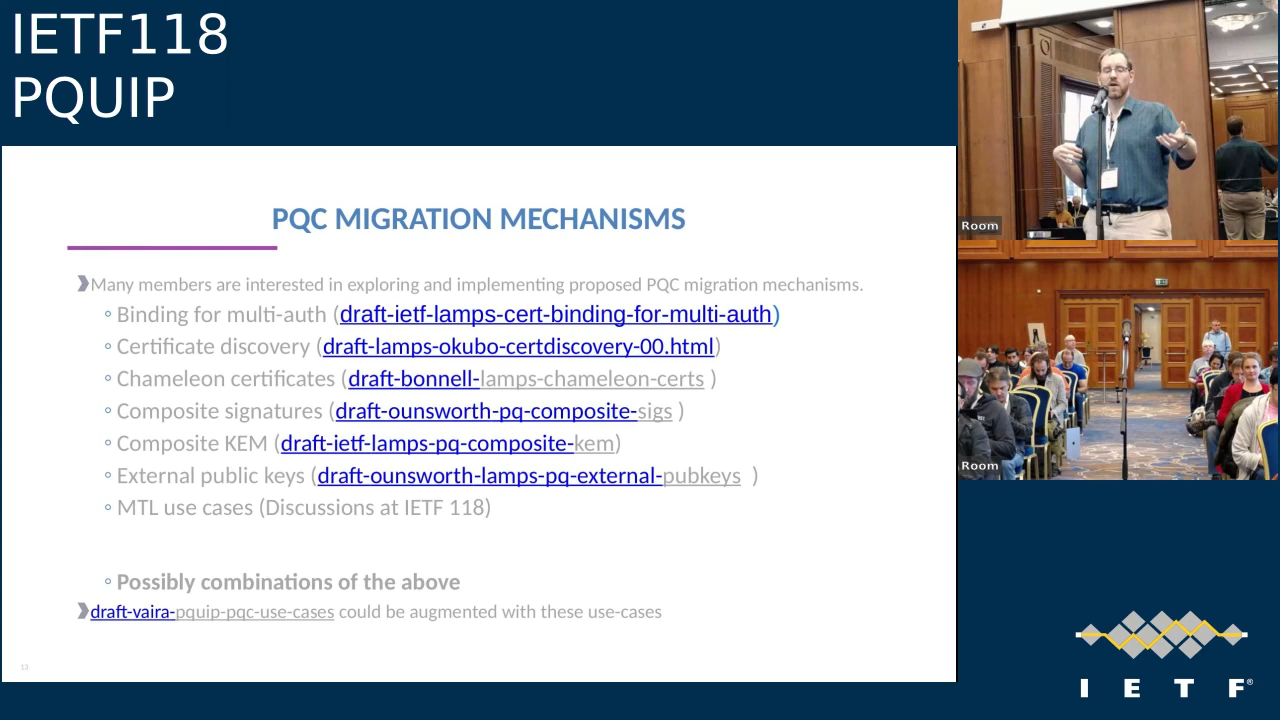 IETF118
PQUIP
PQC MIGRATION MECHANISMS
Many members are interested in exploring and implementing proposed PQC migration mechanisms.
◦ Binding for multi-auth (draft-ietf-lamps-cert-binding-for-multi-auth)
◦ Certificate discovery (draft-lamps-okubo-certdiscovery-00.html)
◦ Chameleon certificates (draft-bonnell-lamps-chameleon-certs )
◦ Composite signatures (draft-ounsworth-pq-composite-sigs )
◦ Composite KEM (draft-ietf-lamps-pq-composite-kem)
◦ External public keys (draft-ounsworth-lamps-pq-external-pubkeys )
◦ MTL use cases (Discussions at IETF 118)
◦ Possibly combinations of the above
draft-vaira-pquip-pqc-use-cases could be augmented with these use-cases
13
Room
Room
I E T F®